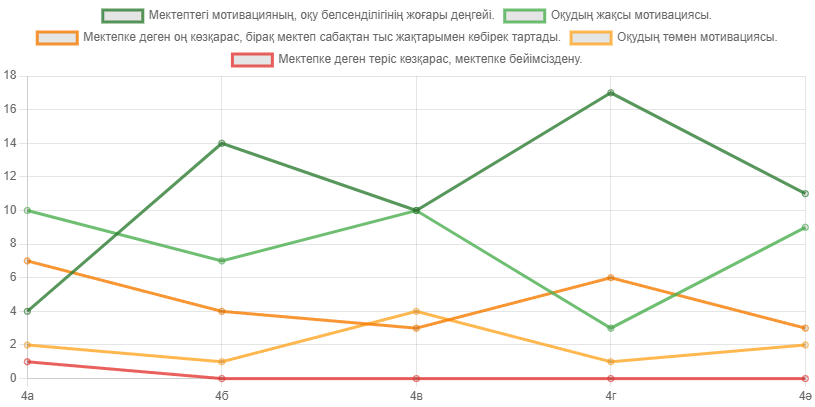 Мектептегі мотивацияның, оқу белсенділігінің жоғары деңгейі. Оқудың жақсы мотивациясы.
Мектепке деген оң көзқарас, бірақ мектеп сабақтан тыс жақтарымен көбірек тартады. Оқудың төмен мотивациясы.
Мектепке деген теріс көзқарас, мектепке бейімсіздену.
18
16
14
12
10
8
6
4
2
0
4а 4б 4в 4г 4ә